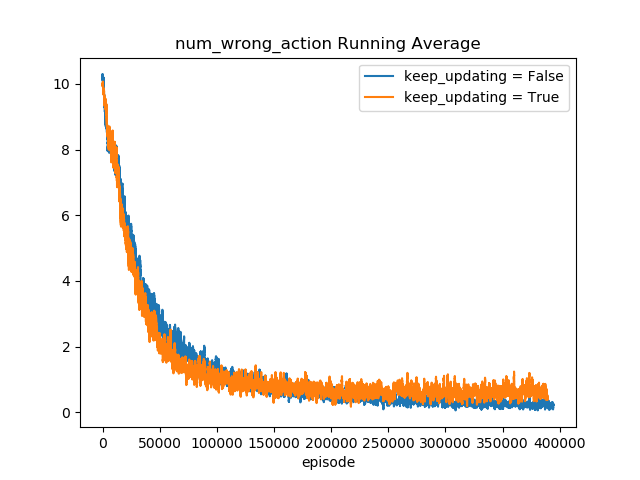 num_wrong_action Running Average
keep_updating = False
keep_updating = True
10
8
6
4
2
0
0 50000 100000 150000 200000 250000 300000 350000 400000
episode